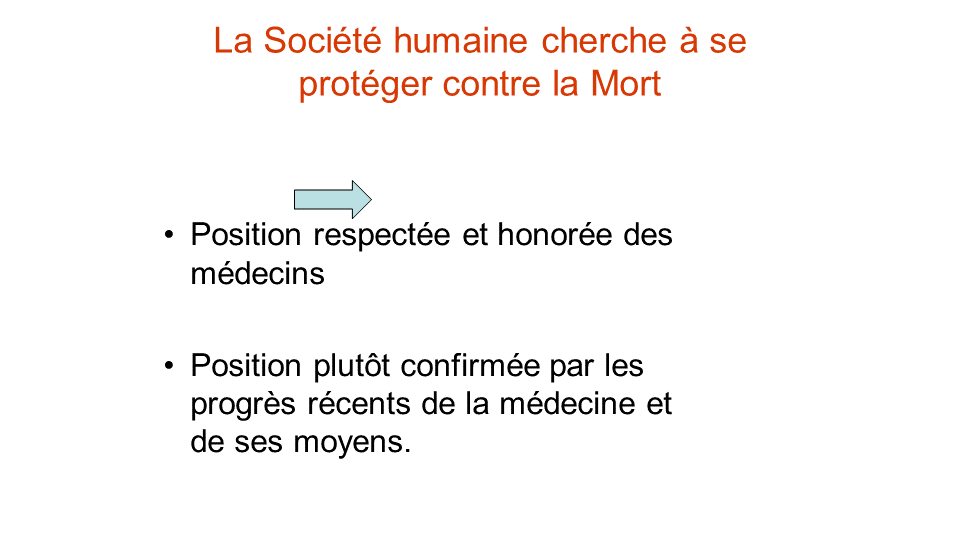 La Société humaine cherche à se
protéger contre la Mort
• Position respectée et honorée des
médecins
• Position plutôt confirmée par les
progrès récents de la médecine et
de ses moyens.